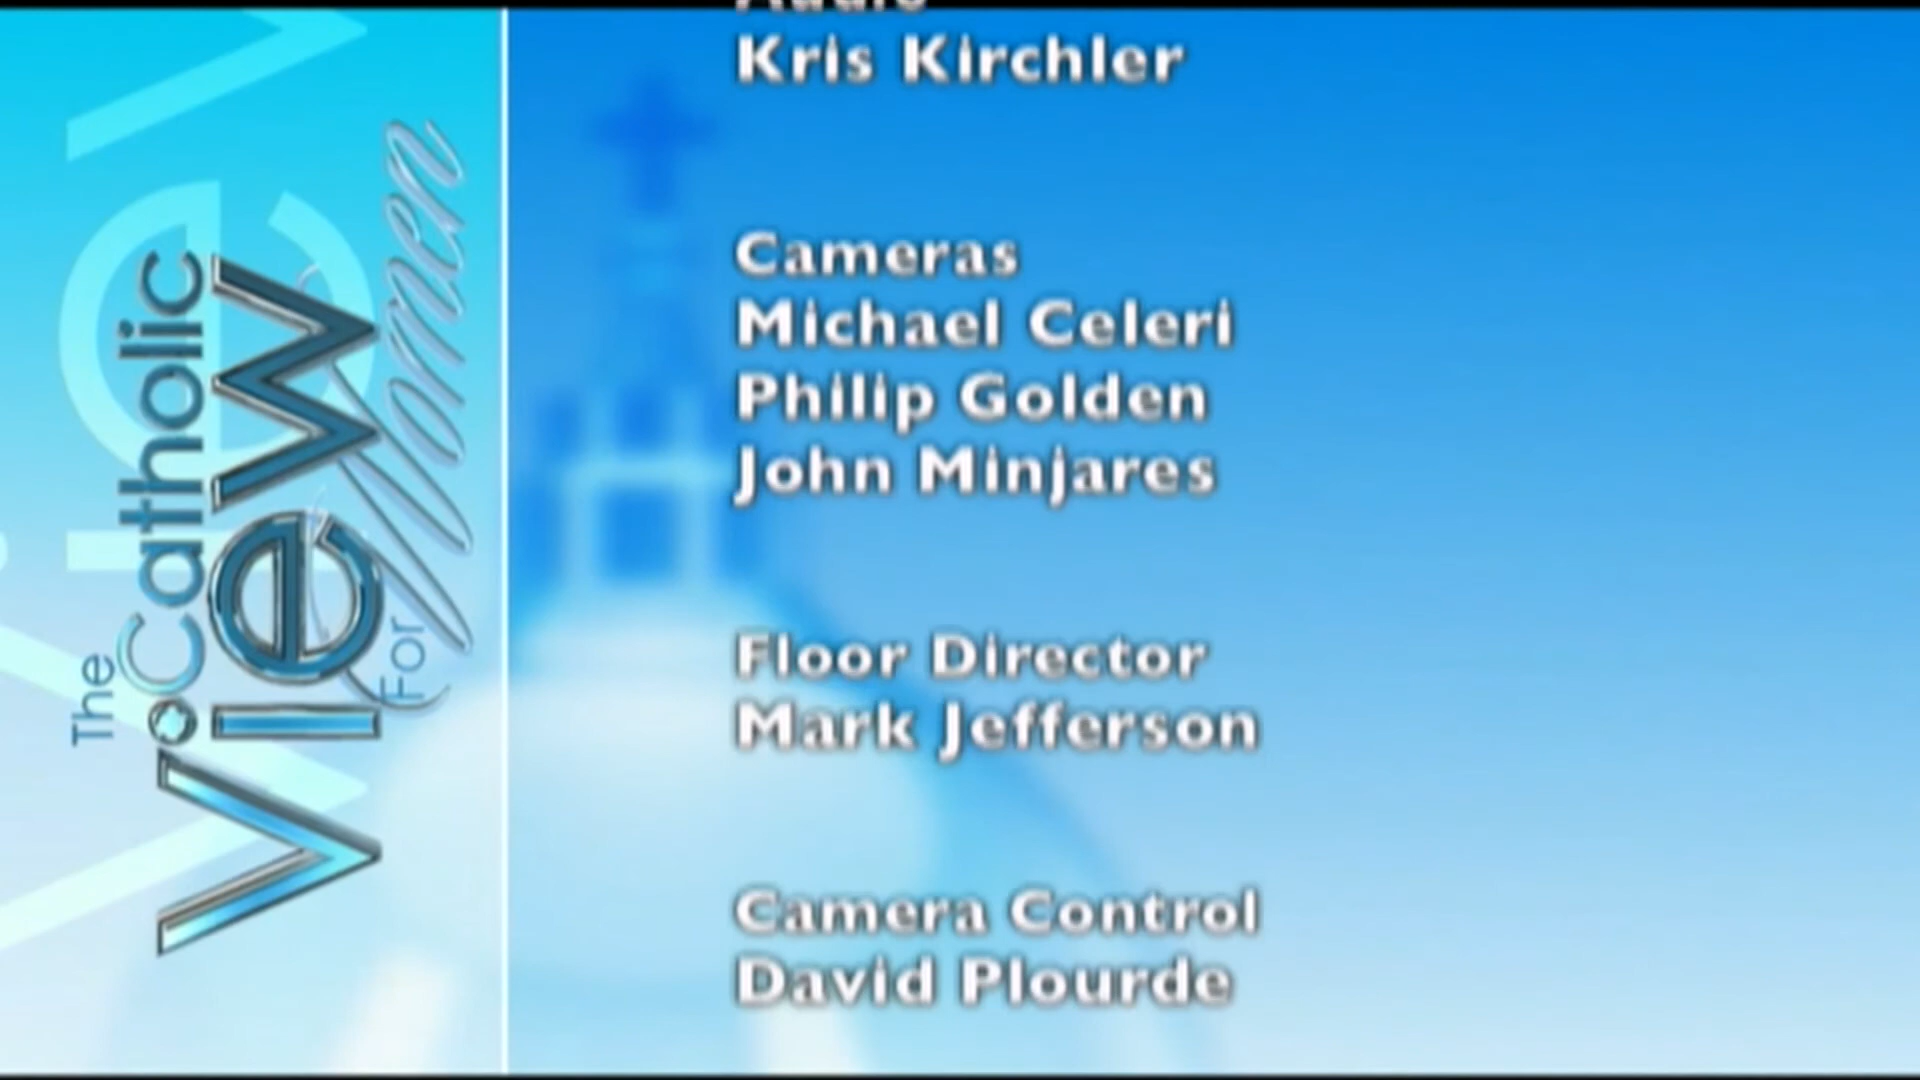 The
Catholic
View
For
Women
Audio
Kris Kirchler
Cameras
Michael Celeri
Philip Golden
John Minjares
Floor Director
Mark Jefferson
Camera Control
David Plourde